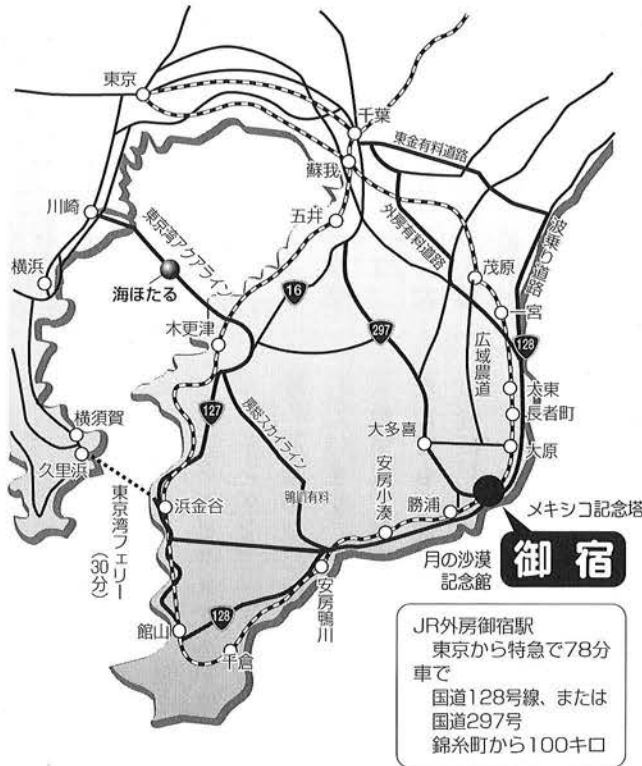 東京
千葉
東金有料道路
蘇我
川崎
東京湾アクアライン
五井
外房有料道路
波乗り道路
横浜
海ほたる
16
茂原
一宮
木更津
297
広域農道
128
127
房総スカイライン
太東
長者町
横須賀
大多喜
大原
久里浜
鴨川有料
安房小湊
勝浦
メキシコ記念塔
東京湾フェリー
(30分)
浜金谷
月の沙漠
記念館
御宿
安房鴨川
128
館山
千倉
JR外房御宿駅
東京から特急で78分
車で
国道128号線、または
国道297号
錦糸町から100キロ